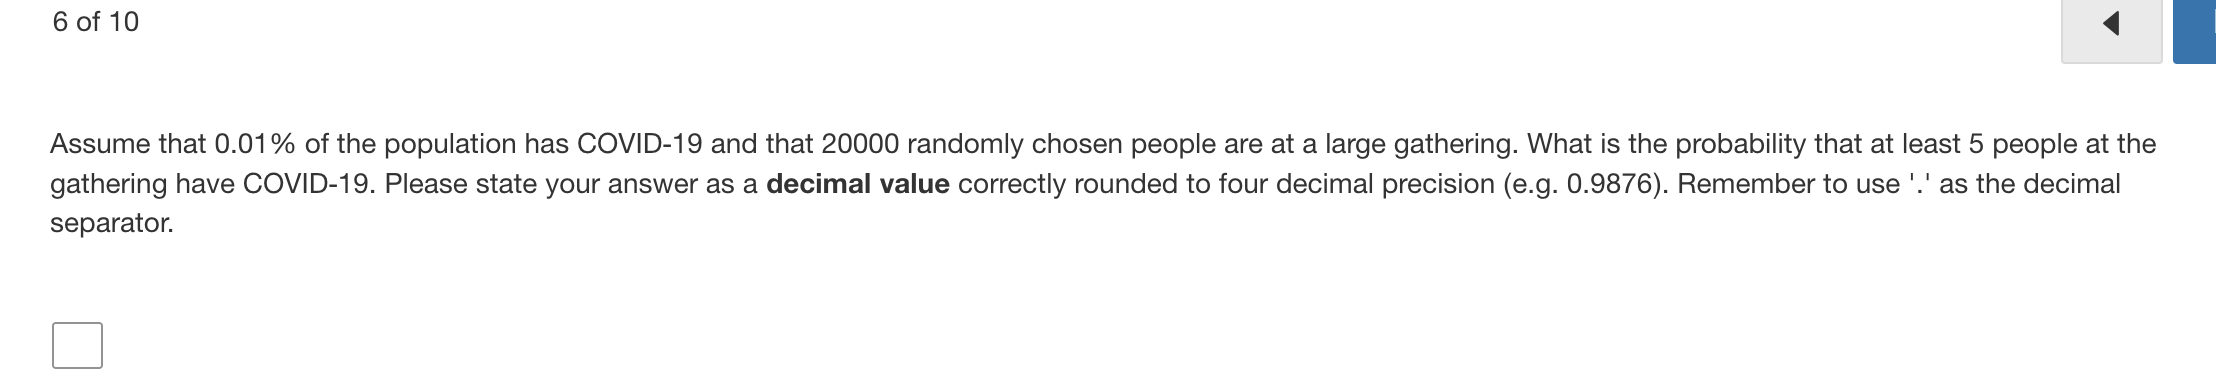 6 of 10
Assume that 0.01% of the population has COVID-19 and that 20000 randomly chosen people are at a large gathering. What is the probability that at least 5 people at the
gathering have COVID-19. Please state your answer as a decimal value correctly rounded to four decimal precision (e.g. 0.9876). Remember to use '.' as the decimal
separator.